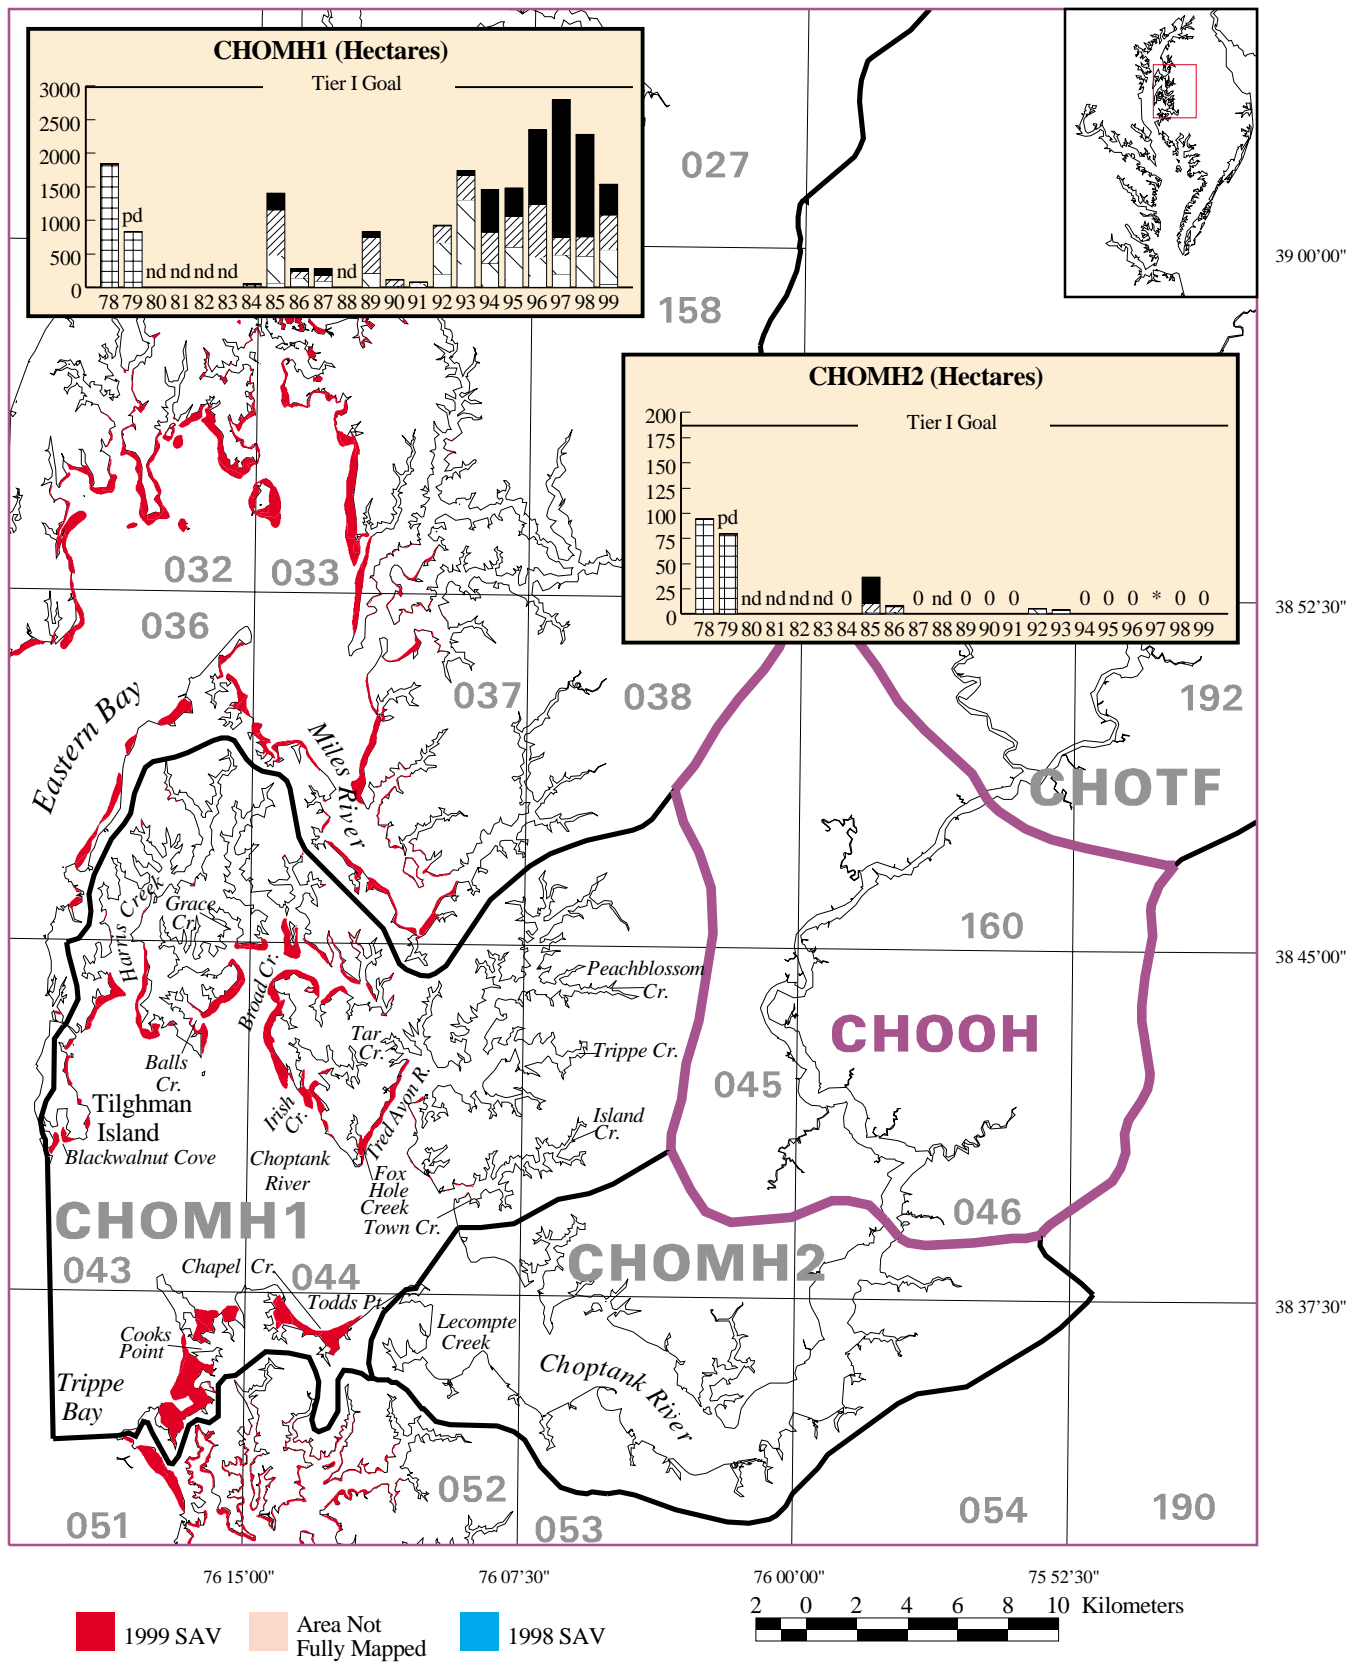 CHOMH1 (Hectares)
Tier I Goal
3000
2500
2000
1500
1000
500
0
pd
nd nd nd nd
nd
78 79 80 81 82 83 84 85 86 87 88 89 90 91 92 93 94 95 96 97 98 99
027
39 00'00"
158
CHOMH2 (Hectares)
Tier I Goal
200
175
150
125
100
75
50
25
0
pd
nd nd nd nd 0 0 nd 0 0 0 0 0 0 * 0 0
78 79 80 81 82 83 84 85 86 87 88 89 90 91 92 93 94 95 96 97 98 99
032
033
38 52'30"
036
037
038
192
Eastern Bay
Miles River
CHOTF
Harris Creek
Grace
Cr.
160
Broad Cr.
Peachblossom
Cr.
38 45'00"
CHOOH
Tar
Cr.
Trippe Cr.
Balls
Cr.
045
Tilghman
Island
Irish
Cr.
Tred Avon R.
Island
Cr.
Blackwalnut Cove
Choptank
River
Fox
Hole
Creek
Town Cr.
046
CHOMH1
CHOMH2
043
Chapel Cr.
044
Todds Pt.
38 37'30"
Cooks
Point
Lecompte
Creek
Choptank River
Trippe
Bay
051
052
053
054
190
76 15'00"
76 07'30"
76 00'00"
75 52'30"
1999 SAV
Area Not
Fully Mapped
1998 SAV
2 0 2 4 6 8 10 Kilometers